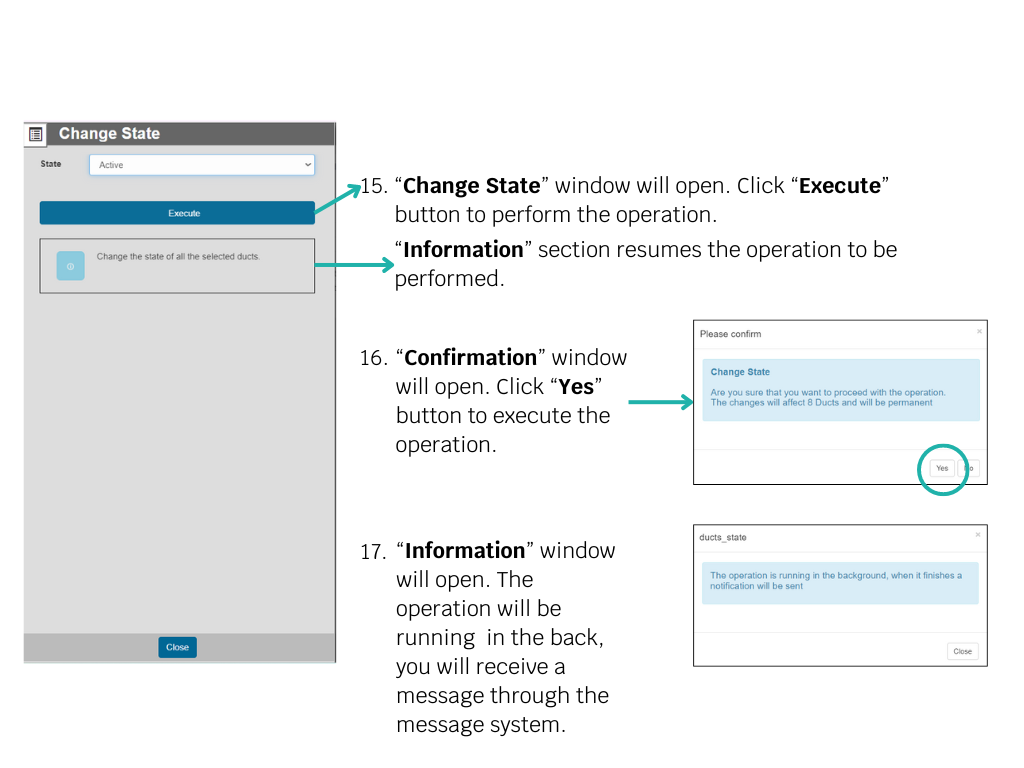 Change State
State
Active
Execute
Change the state of all the selected ducts.
Close
15. “Change State” window will open. Click “Execute”
button to perform the operation.
“Information” section resumes the operation to be
performed.
16. “Confirmation” window
will open. Click “Yes”
button to execute the
operation.
Please confirm
×
Change State
Are you sure that you want to proceed with the operation.
The changes will affect 8 Ducts and will be permanent
Yes
No
17. “Information” window
will open. The
operation will be
running  in the back,
you will receive a
message through the
message system.
ducts_state
×
The operation is running in the background, when it finishes a
notification will be sent
Close